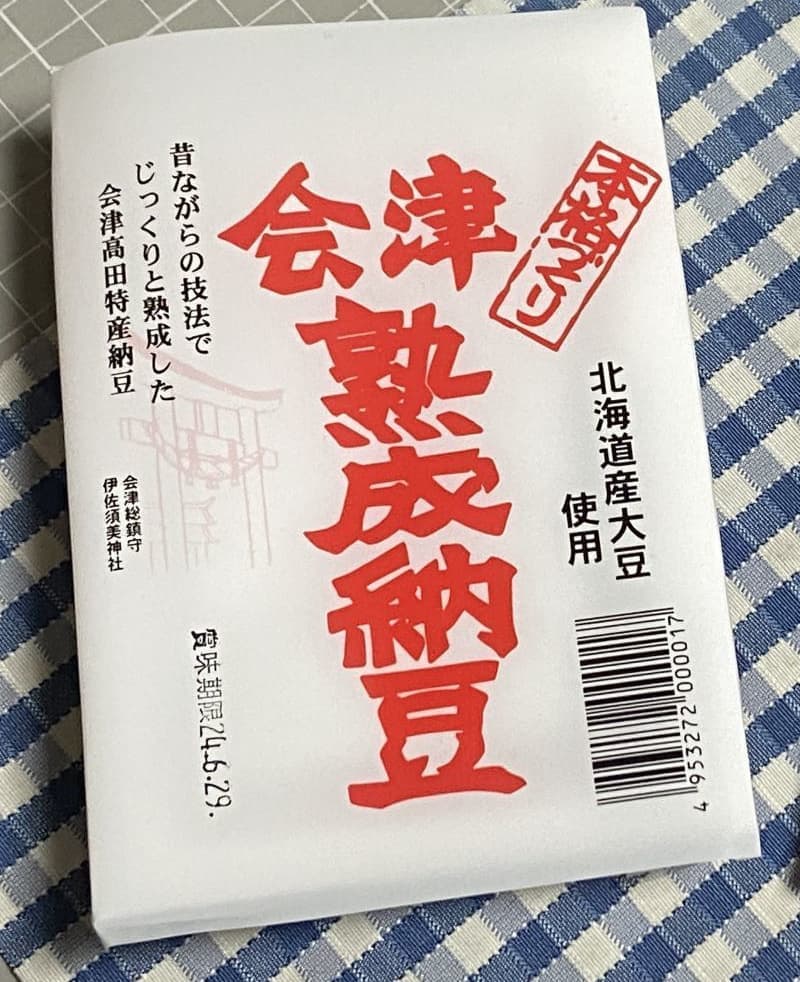 本格づくり
会津
熟成納豆
北海道産大豆
使用
昔ながらの技法で
じっくりと熟成した
会津高田特産納豆
会津総鎮守
伊佐須美神社
賞味期限24.6.29.
4 953272 000017